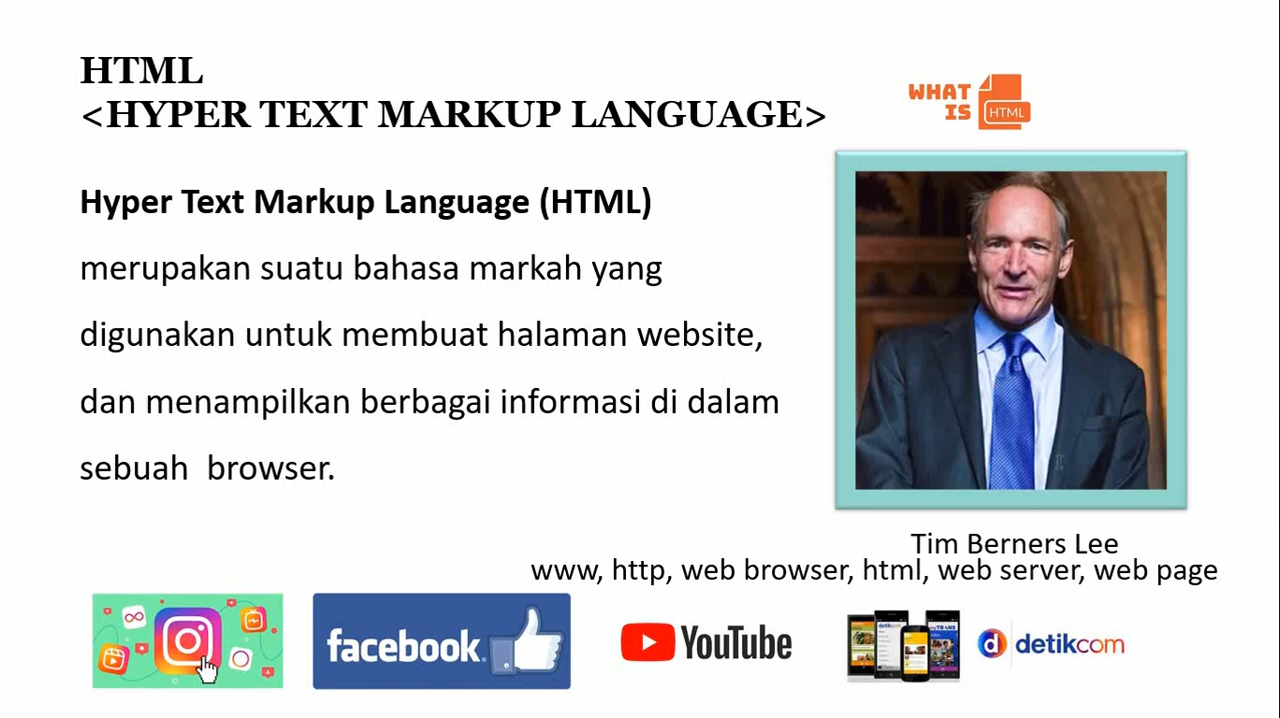 HTML
<HYPER TEXT MARKUP LANGUAGE>
WHAT
IS
HTML
Hyper Text Markup Language (HTML)
merupakan suatu bahasa markah yang
digunakan untuk membuat halaman website,
dan menampilkan berbagai informasi di dalam
sebuah browser.
Tim Berners Lee
www, http, web browser, html, web server, web page
facebook
YouTube
detikcom
detikcom